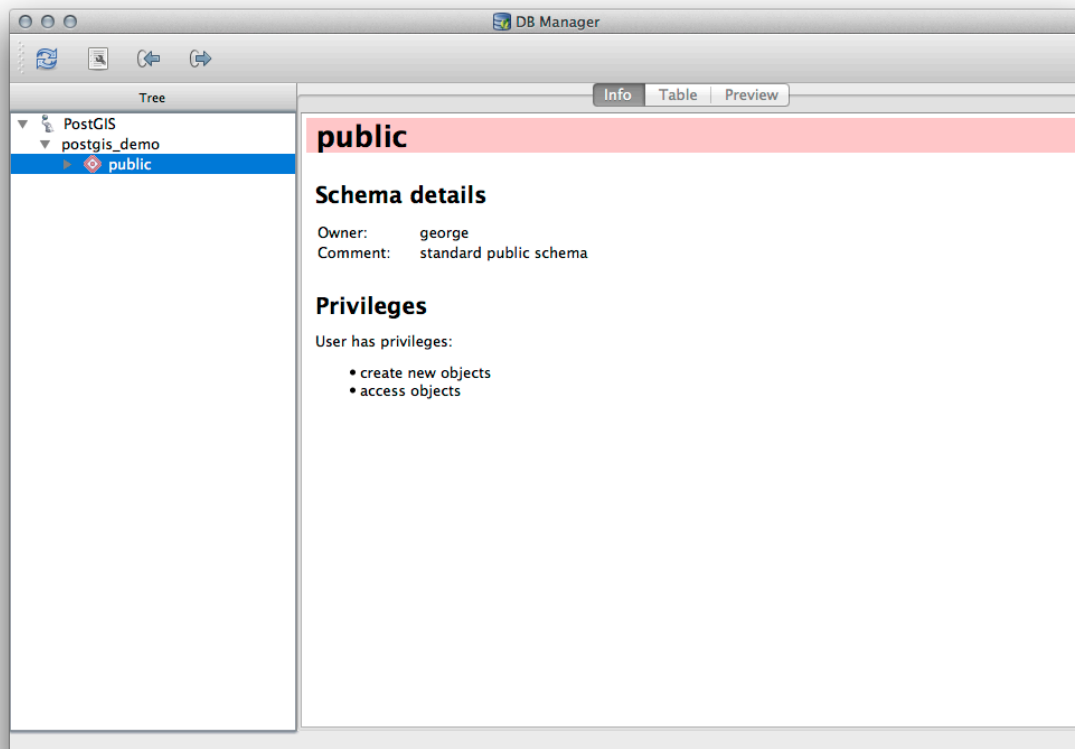 DB Manager
Tree
Info Table Preview
PostGIS
postgis_demo
public
public
Schema details
Owner: george
Comment: standard public schema
Privileges
User has privileges:
• create new objects
• access objects